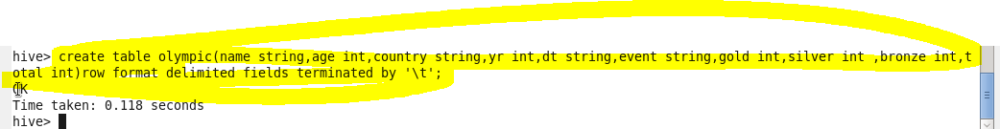 hive> create table olympic(name string,age int,country string,yr int,dt string,event string,gold int,silver int ,bronze int,t
otal int)row format delimited fields terminated by '\t';
OK
Time taken: 0.118 seconds
hive>